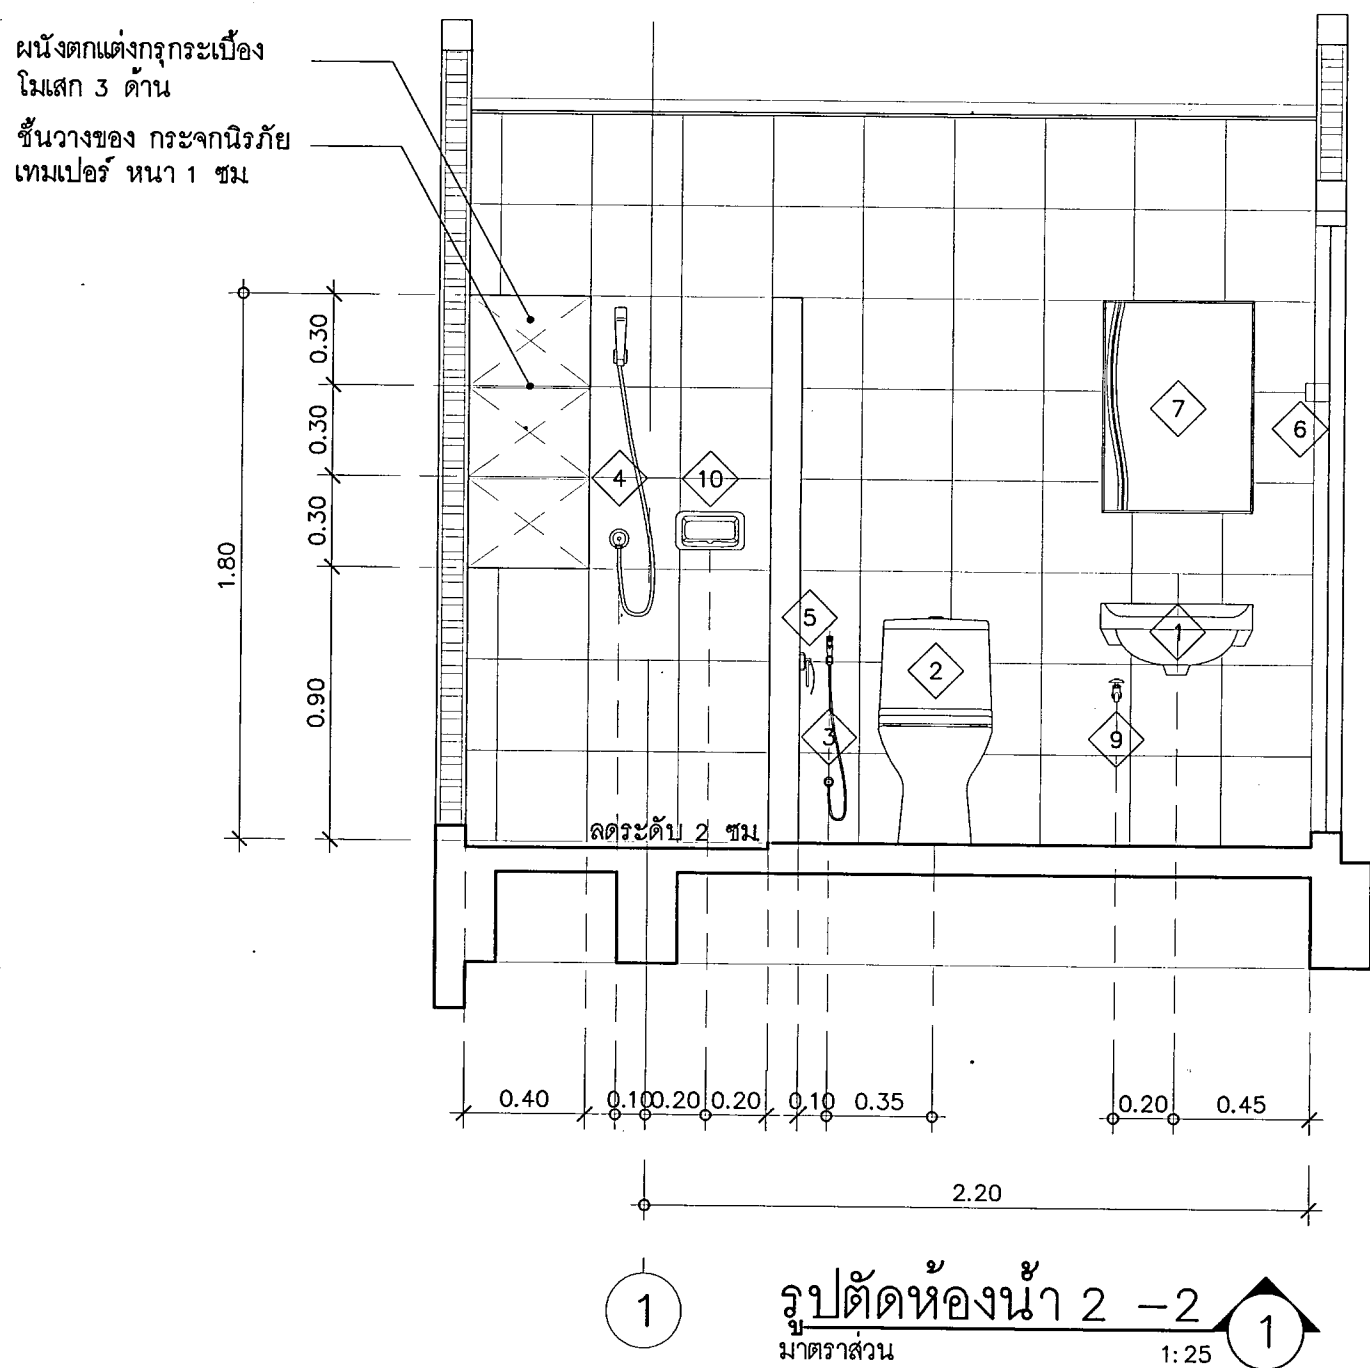 ผนังตกแต่งกรุกระเบื้อง
โมเสก 3 ด้าน
ชั้นวางของ กระจกนิรภัย
เทมเปอร์ หนา 1 ซม
0.30
0.30
0.30
1.80
0.90
7
6
4
10
5
1
2
3
9
ลดระดับ 2 ซม
0.40 0.10 0.20 0.20 0.10 0.35 0.20 0.45
2.20
1
รูปตัดห้องน้ำ 2 -2
มาตราส่วน 1:25
1